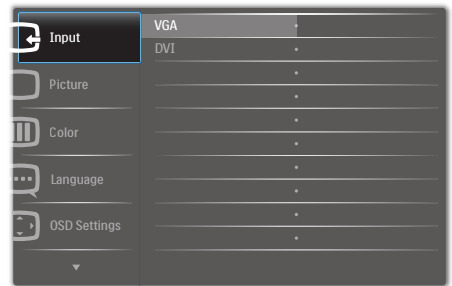 Input
VGA
DVI
Picture
Color
Language
OSD Settings